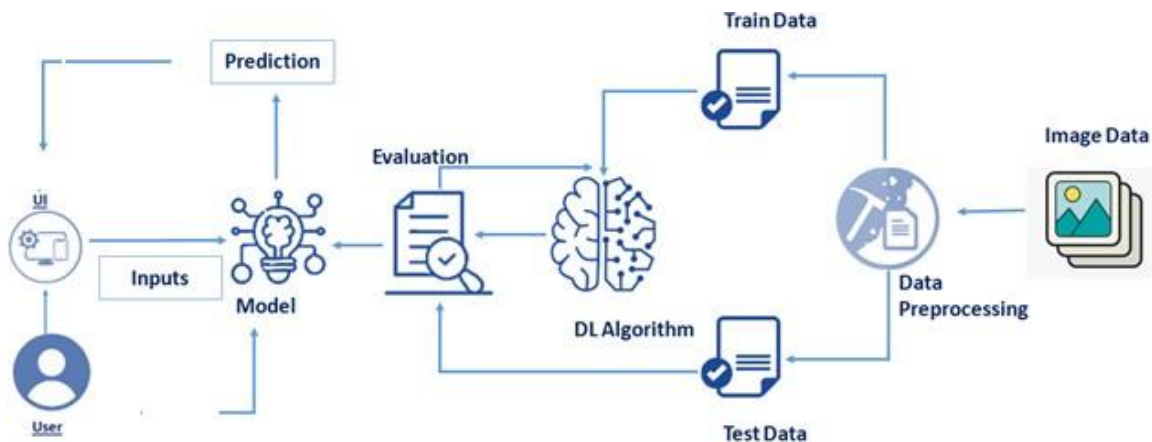 Train Data
Prediction
Image Data
Evaluation
UI
Inputs
Model
Data
Preprocessing
DL Algorithm
User
Test Data